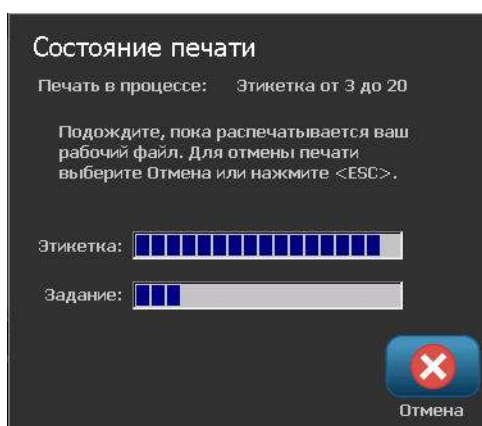 Состояние печати
Печать в процессе: Этикетка от 3 до 20
Подождите, пока распечатывается ваш
рабочий файл. Для отмены печати
выберите Отмена или нажмите <ESC>.
Этикетка:
Задание:
Отмена